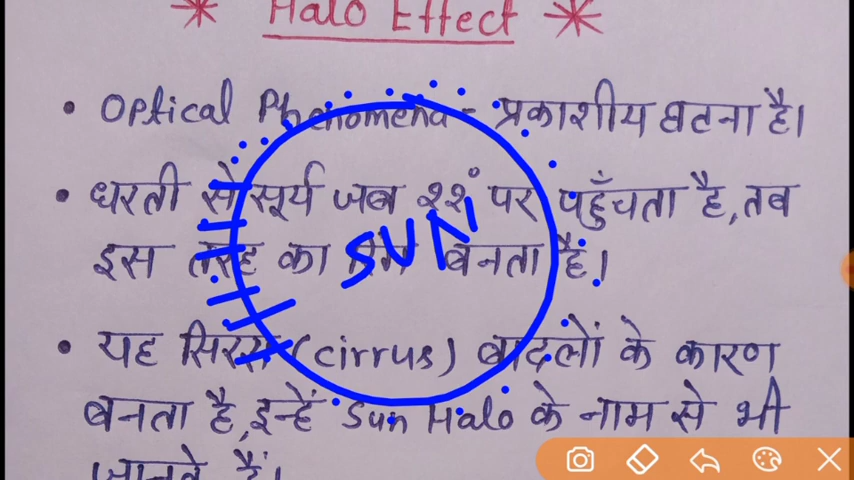 * Halo Effect *
• Optical Phenomena - प्रकाशीय घटना है।
• धरती से सूर्य जब २२° पर पहुँचता है, तब
इस तरह का रिंग बनता है।
SUN
• यह सिरस (cirrus) बादलों के कारण
बनता है, इन्हें Sun Halo के नाम से भी
जानते हैं।